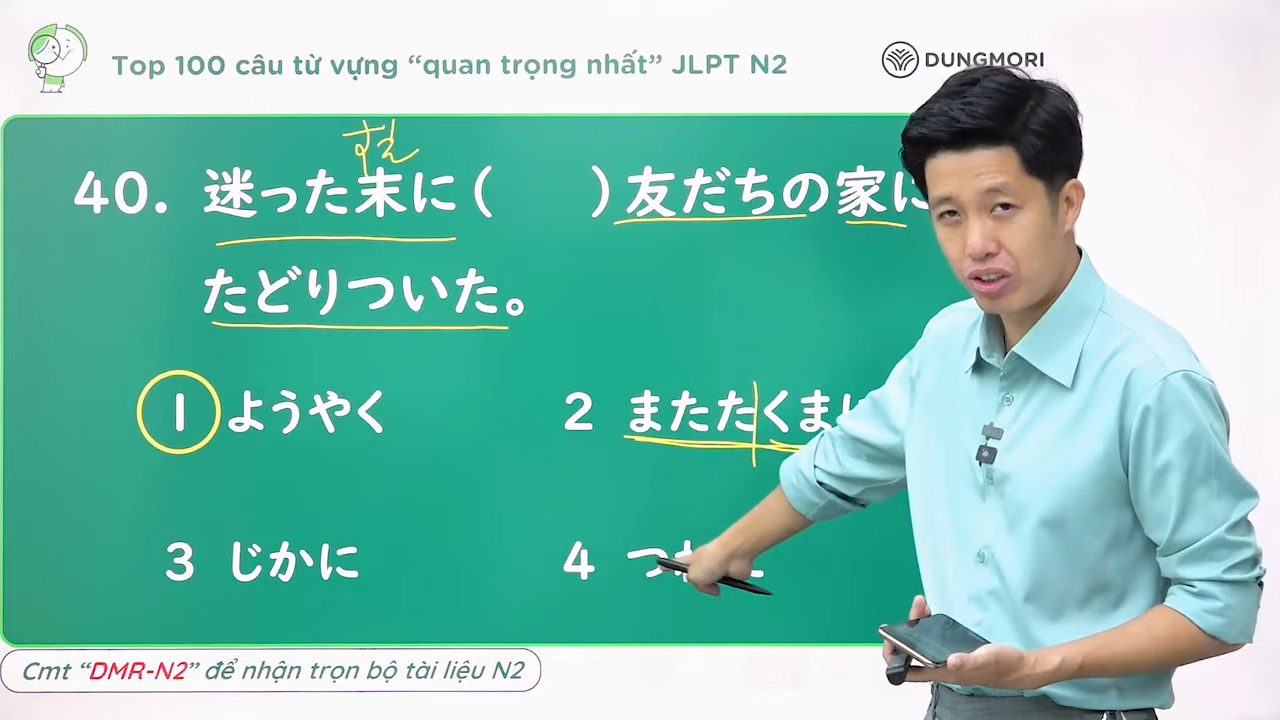 Top 100 câu từ vựng “quan trọng nhất” JLPT N2
DUNGMORI
すえ
40. 迷った末に ( ) 友だちの家に
たどりついた。
1 ようやく
2 またたくま
3 じかに
4
Cmt “DMR-N2” để nhận trọn bộ tài liệu N2